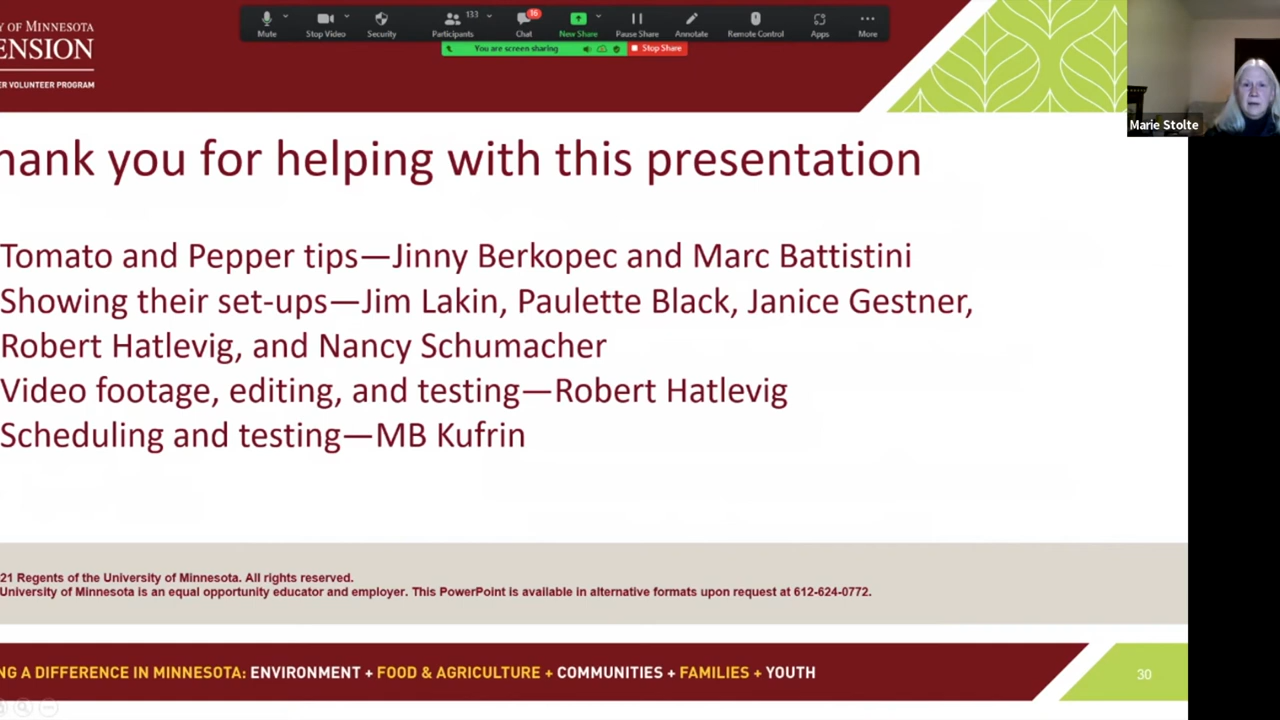 Y OF MINNESOTA
ENSION
ER VOLUNTEER PROGRAM
Mute
Stop Video
Security
Participants
133
Chat
16
New Share
Pause Share
Annotate
Remote Control
Apps
More
You are screen sharing
Stop Share
Marie Stolte
hank you for helping with this presentation
Tomato and Pepper tips—Jinny Berkopec and Marc Battistini
Showing their set-ups—Jim Lakin, Paulette Black, Janice Gestner,
Robert Hatlevig, and Nancy Schumacher
Video footage, editing, and testing—Robert Hatlevig
Scheduling and testing—MB Kufrin
21 Regents of the University of Minnesota. All rights reserved.
University of Minnesota is an equal opportunity educator and employer. This PowerPoint is available in alternative formats upon request at 612-624-0772.
NG A DIFFERENCE IN MINNESOTA: ENVIRONMENT + FOOD & AGRICULTURE + COMMUNITIES + FAMILIES + YOUTH
30